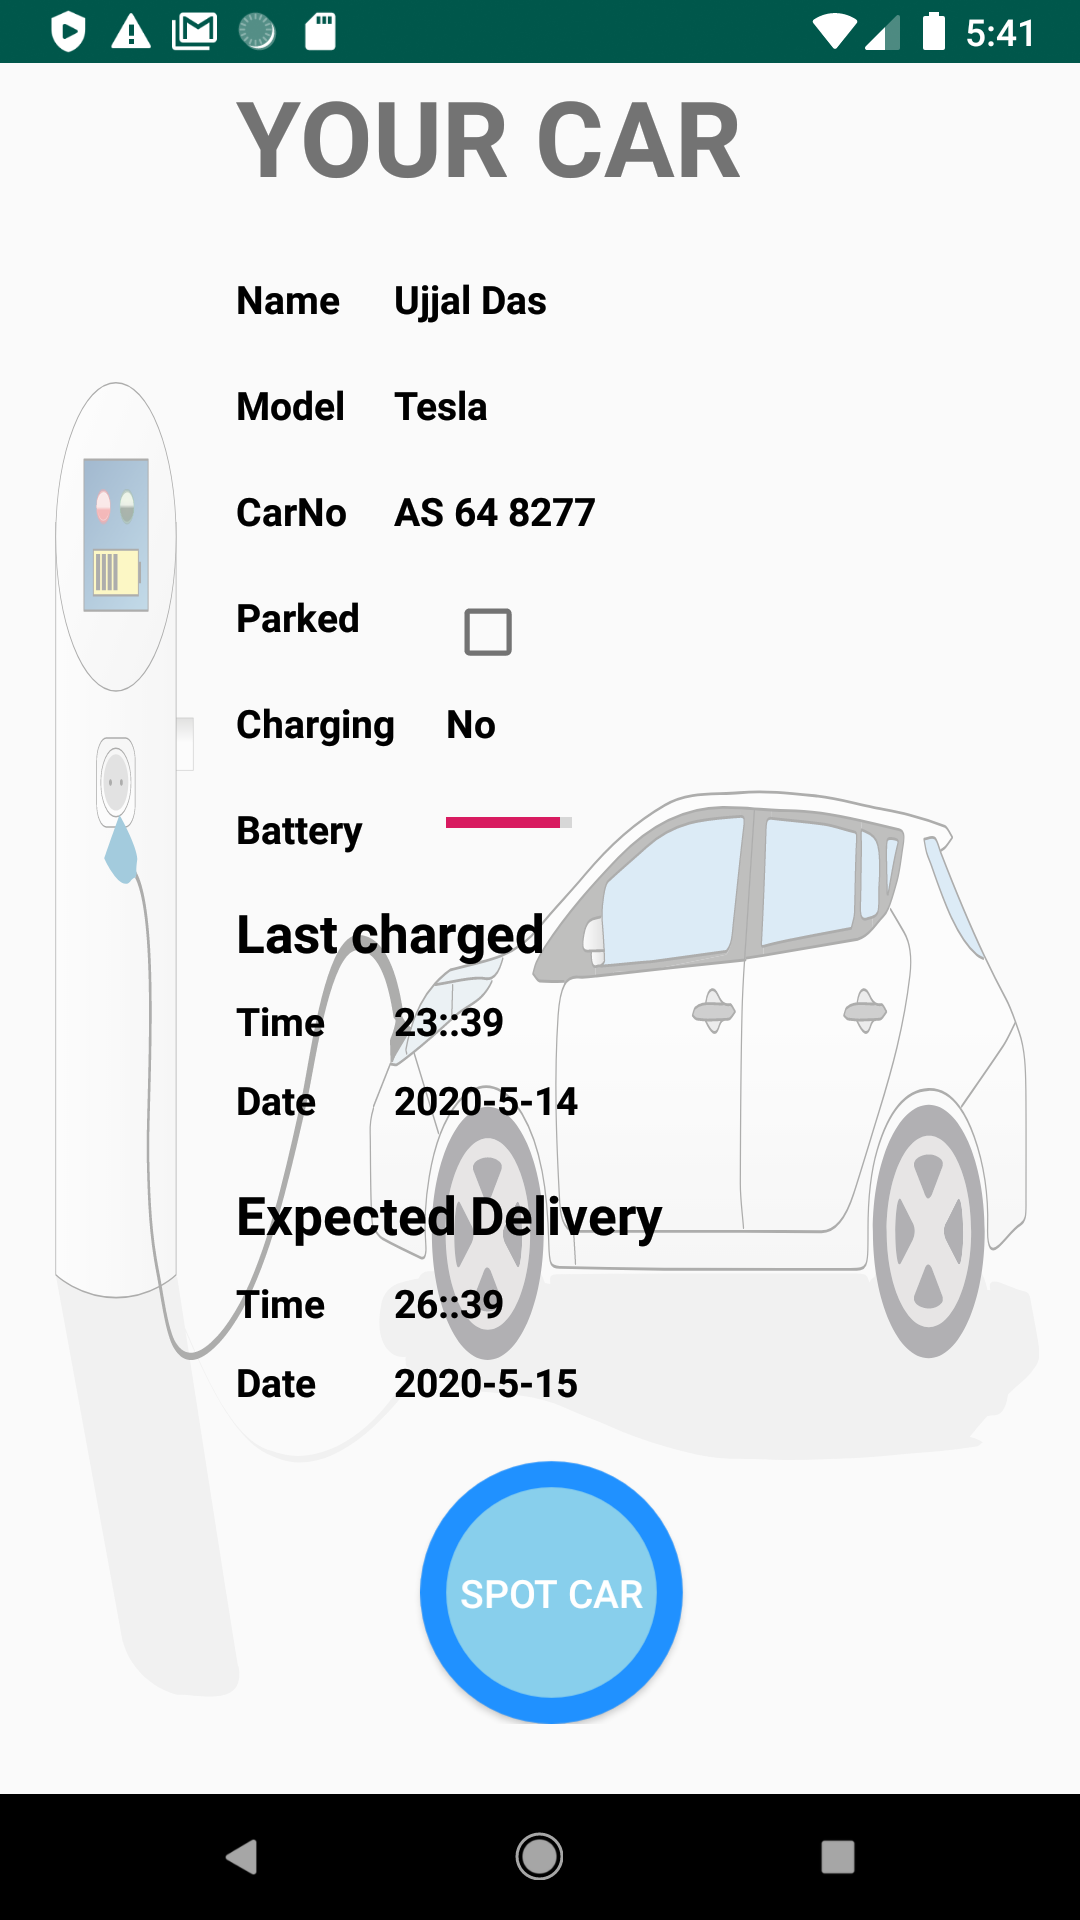 5:41
YOUR CAR
Name Ujjal Das
Model Tesla
CarNo AS 64 8277
Parked
Charging No
Battery
Last charged
Time 23::39
Date 2020-5-14
Expected Delivery
Time 26::39
Date 2020-5-15
SPOT CAR